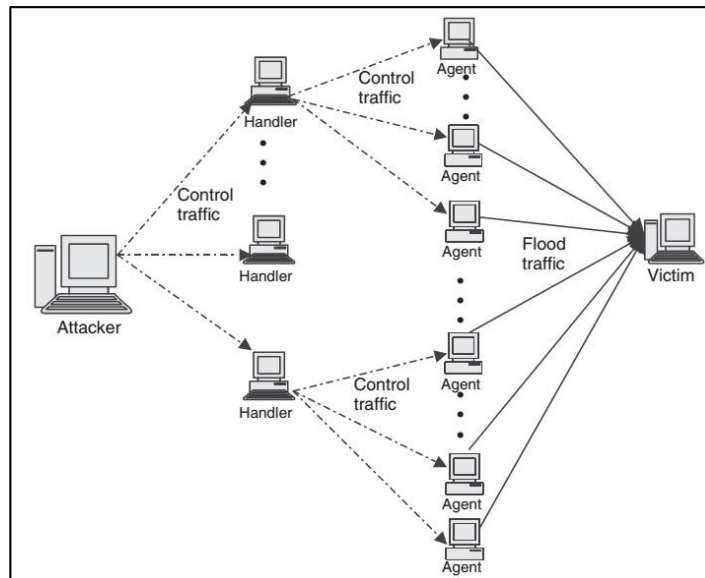 Agent
Control
traffic
Handler
Agent
Control
traffic
Agent
Handler
Flood
traffic
Victim
Attacker
Agent
Control
traffic
Handler
Agent
Agent